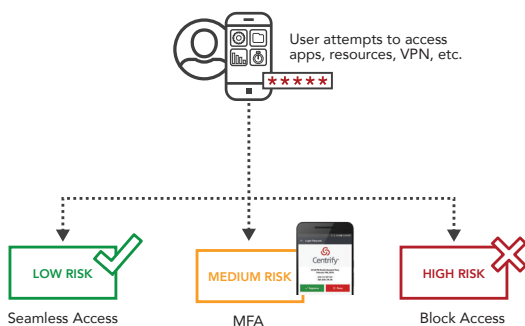 User attempts to access
apps, resources, VPN, etc.
*****
LOW RISK
MEDIUM RISK
Centrify
HIGH RISK
Seamless Access
MFA
Block Access